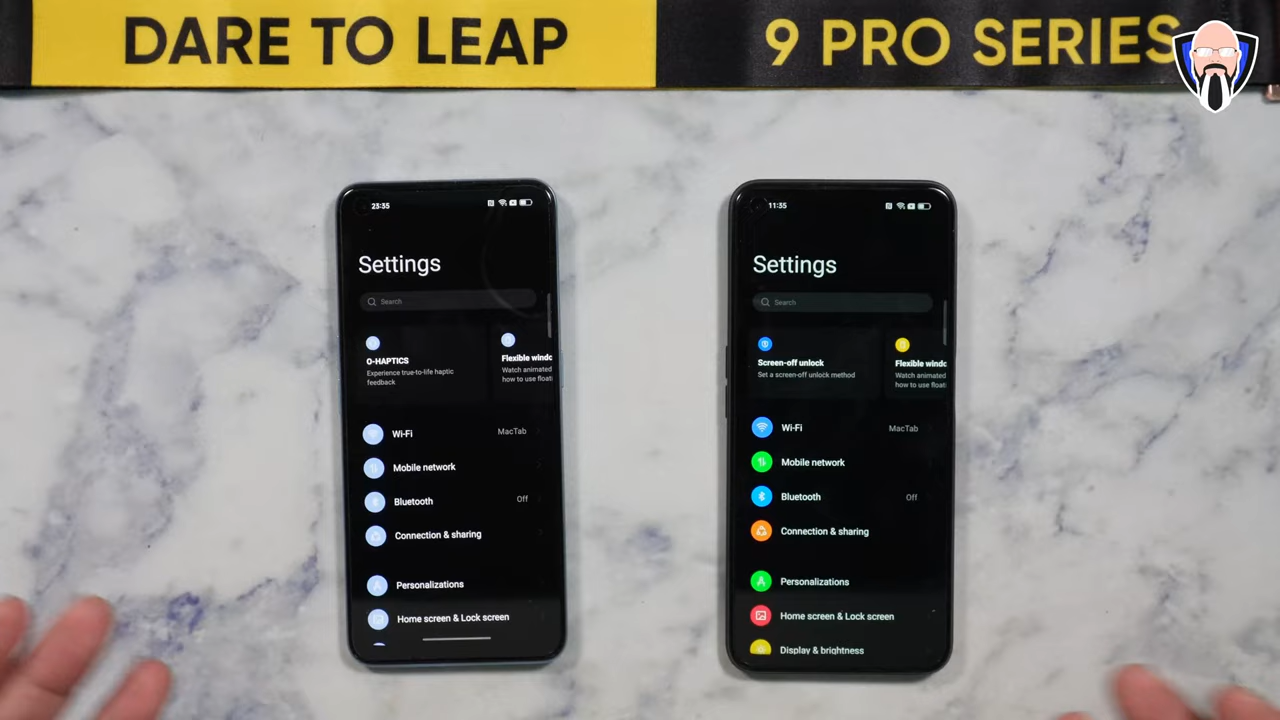 DARE TO LEAP
9 PRO SERIES
23:35
Settings
Search
O-HAPTICS
Experience true-to-life haptic
feedback
Flexible windo
Watch animated
how to use floati
Wi-Fi
MacTab
Mobile network
Bluetooth
Off
Connection & sharing
Personalizations
Home screen & Lock screen
11:35
Settings
Search
Screen-off unlock
Set a screen-off unlock method
Flexible windo
Watch animated
how to use floati
Wi-Fi
MacTab
Mobile network
Bluetooth
Off
Connection & sharing
Personalizations
Home screen & Lock screen
Display & brightness